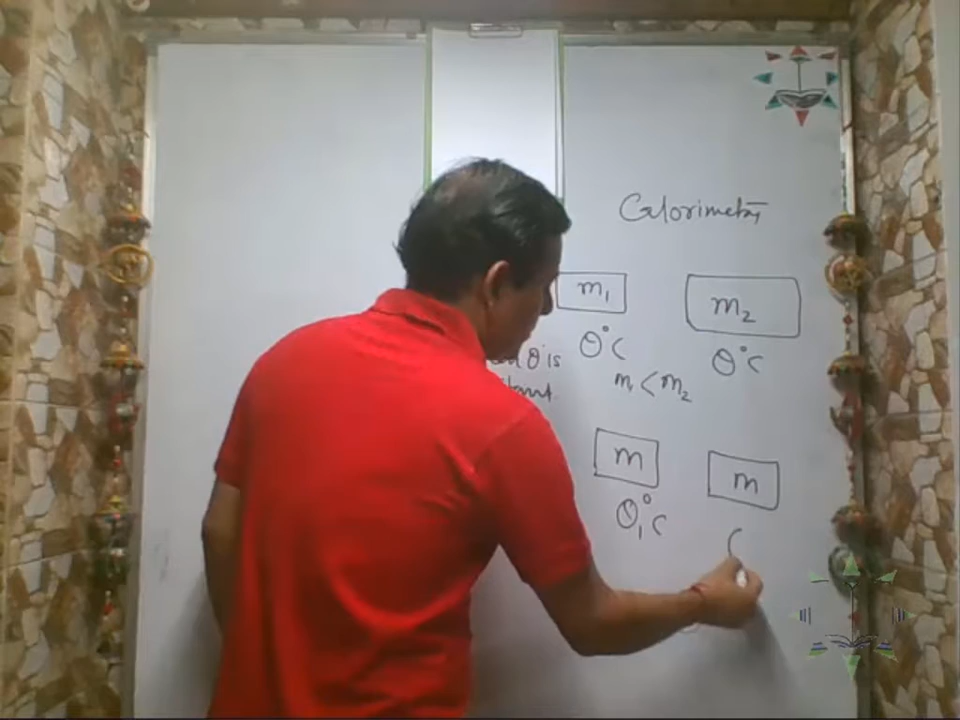 Calorimetry
m₁ m₂
θ°C θ°C
θ is
m₁ < m₂
m m
θ₁°C